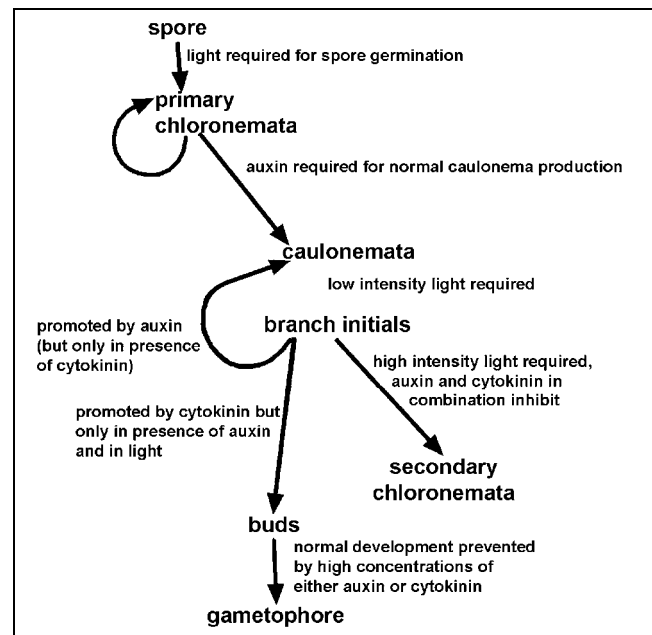 spore
light required for spore germination
primary
chloronemata
auxin required for normal caulonema production
caulonemata
low intensity light required
promoted by auxin
(but only in presence
of cytokinin)
branch initials
high intensity light required,
auxin and cytokinin in
combination inhibit
promoted by cytokinin but
only in presence of auxin
and in light
secondary
chloronemata
buds
normal development prevented
by high concentrations of
either auxin or cytokinin
gametophore